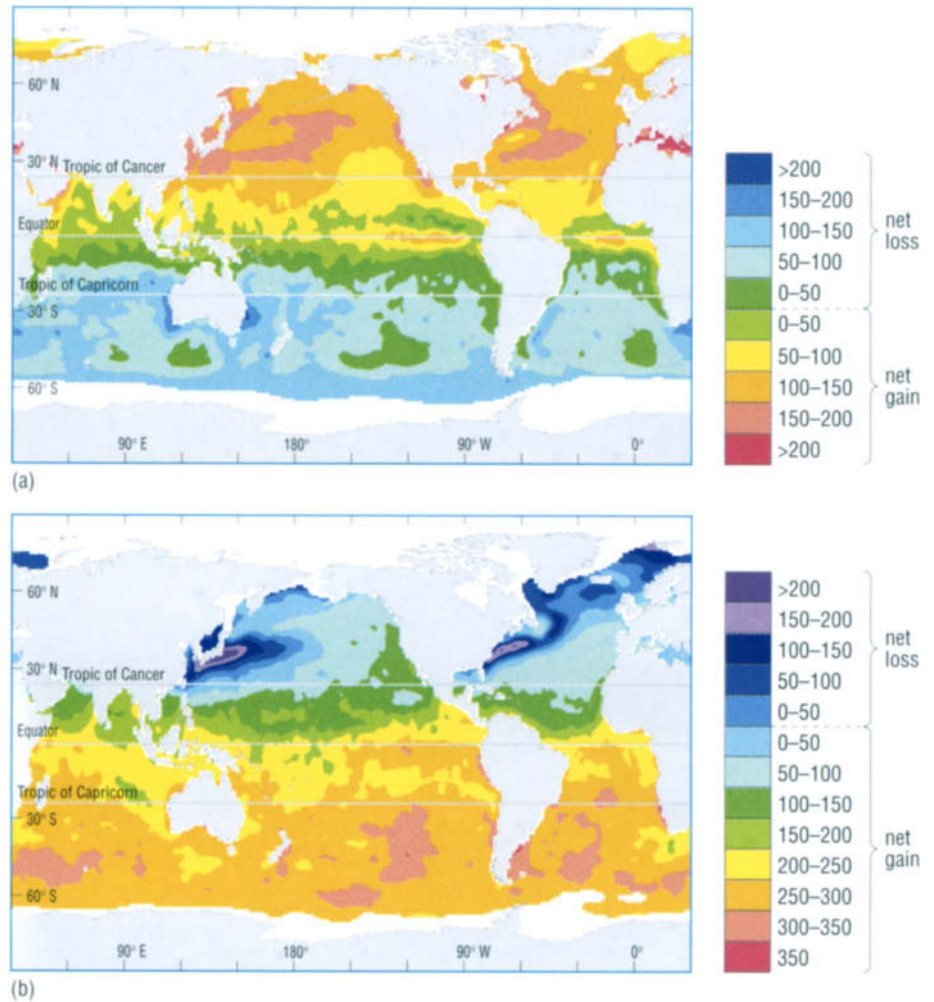 60° N
30° N
Tropic of Cancer
Equator
Tropic of Capricorn
30° S
60° S
90° E
180°
90° W
0°
>200
150–200
100–150
50–100
0–50
0–50
50–100
100–150
150–200
>200
net
loss
net
gain
(a)
60° N
30° N
Tropic of Cancer
Equator
Tropic of Capricorn
30° S
60° S
90° E
180°
90° W
0°
>200
150–200
100–150
50–100
0–50
0–50
50–100
100–150
150–200
200–250
250–300
300–350
350
net
loss
net
gain
(b)